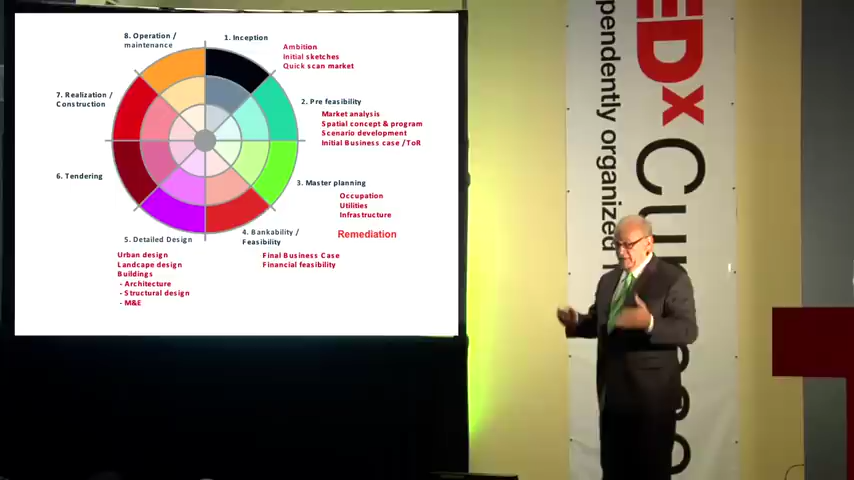 8. Operation /
maintenance
1. Inception
Ambition
Initial sketches
Quick scan market
2. Pre feasibility
Market analysis
Spatial concept & program
Scenario development
Initial Business case / ToR
3. Master planning
Occupation
Utilities
Infrastructure
Remediation
4. Bankability /
Feasibility
Final Business Case
Financial feasibility
5. Detailed Design
Urban design
Landcape design
Buildings
- Architecture
- Structural design
- M&E
6. Tendering
7. Realization /
Construction
EDx Cu
pendently organized